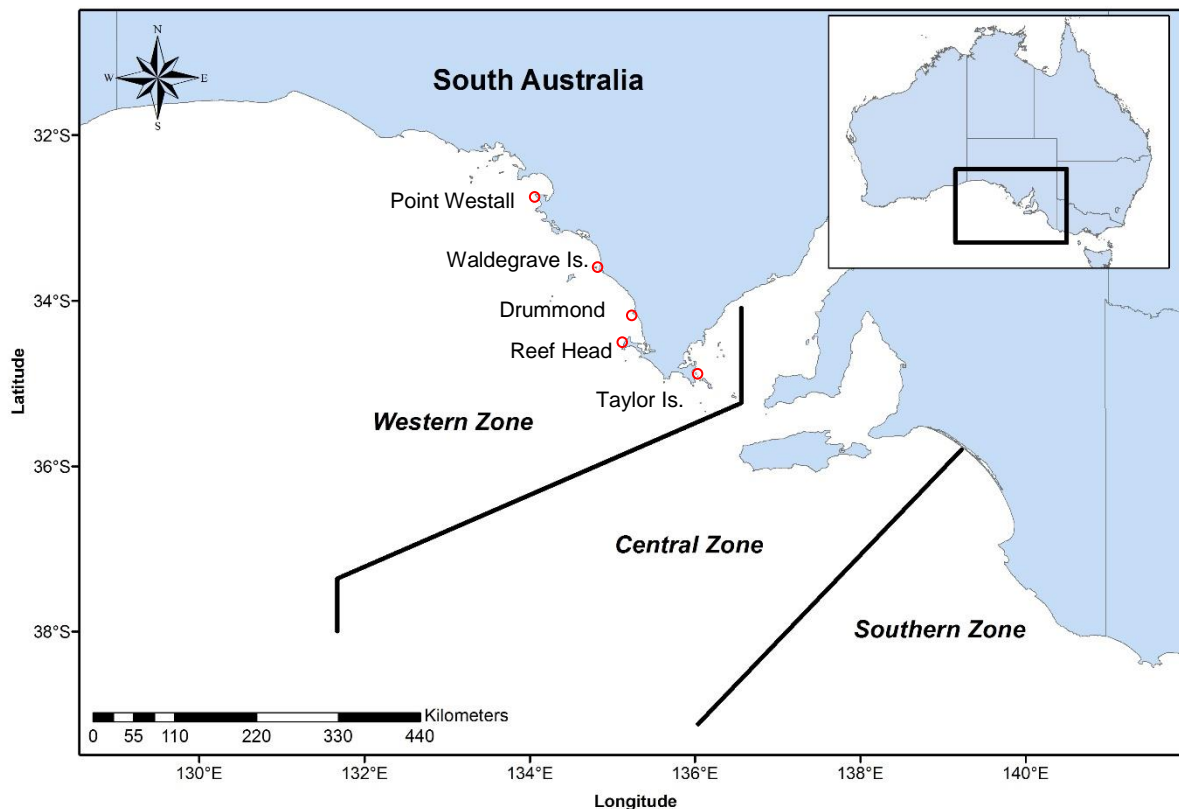 N
W
E
S
South Australia
32°S
34°S
36°S
38°S
Latitude
Point Westall
Waldegrave Is.
Drummond
Reef Head
Taylor Is.
Western Zone
Central Zone
Southern Zone
Kilometers
0 55 110 220 330 440
130°E 132°E 134°E 136°E 138°E 140°E
Longitude